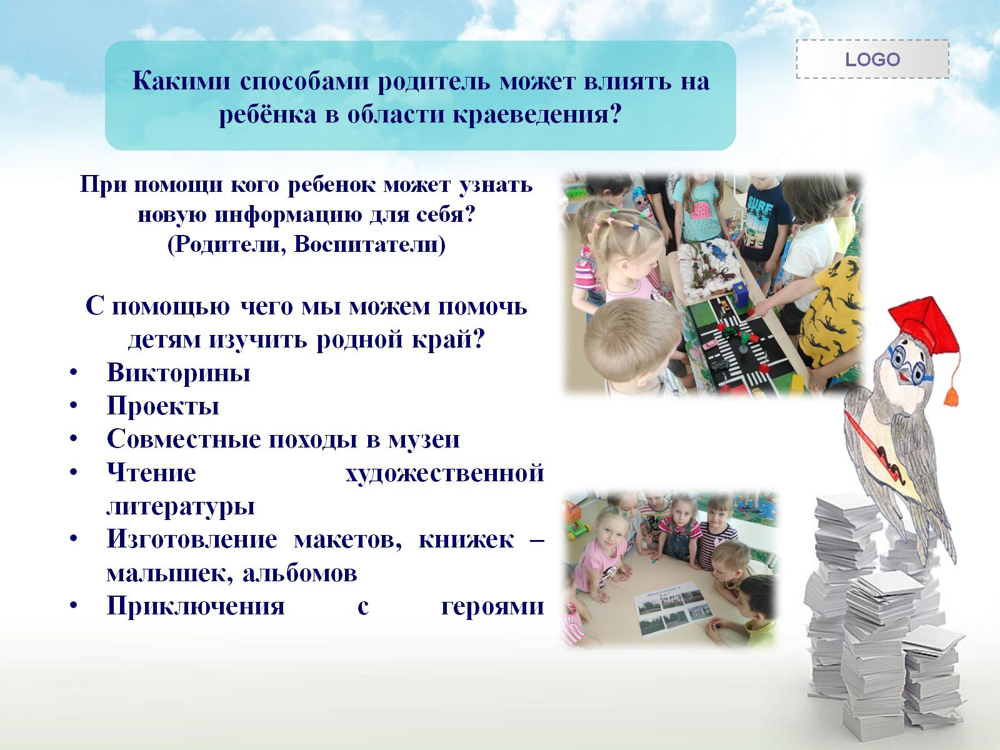 Какими способами родитель может влиять на
ребёнка в области краеведения?
LOGO
При помощи кого ребенок может узнать
новую информацию для себя?
(Родители, Воспитатели)
С помощью чего мы можем помочь
детям изучить родной край?
• Викторины
• Проекты
• Совместные походы в музеи
• Чтение художественной
литературы
• Изготовление макетов, книжек –
малышек, альбомов
• Приключения с героями
SURF